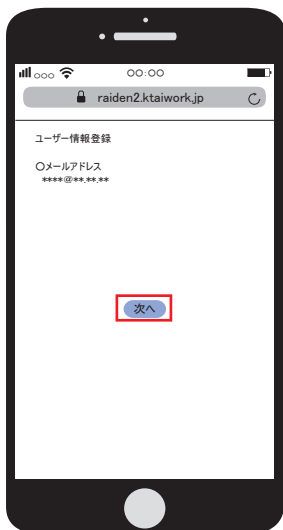 00:00
raiden2.ktaiwork.jp
ユーザー情報登録
○メールアドレス
****@**.**.**
次へ